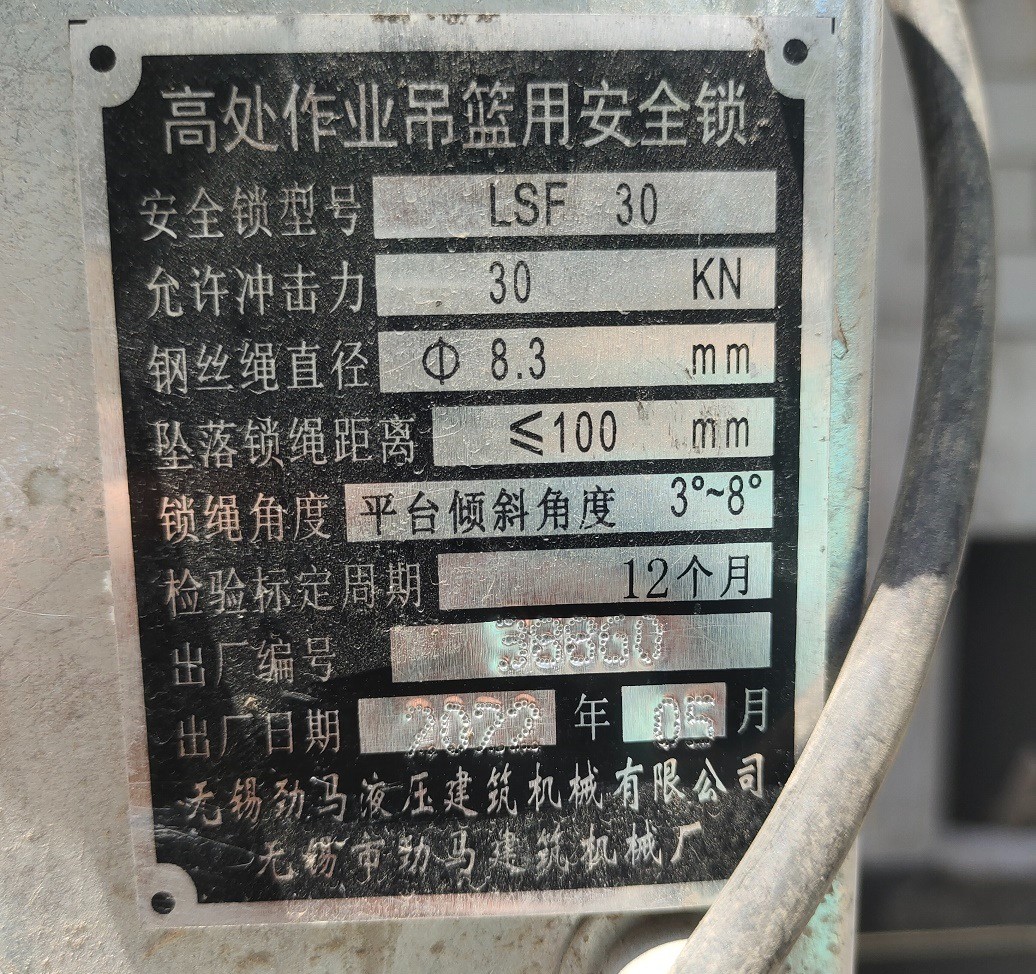 高处作业吊篮用安全锁
安全锁型号 LSF 30
允许冲击力 30 KN
钢丝绳直径 Φ 8.3 mm
坠落锁绳距离 ≤100 mm
锁绳角度 平台倾斜角度 3°~8°
检验标定周期 12个月
出厂编号
出厂日期 2022 年 05 月
无锡劲马液压建筑机械有限公司
无锡市劲马建筑机械厂